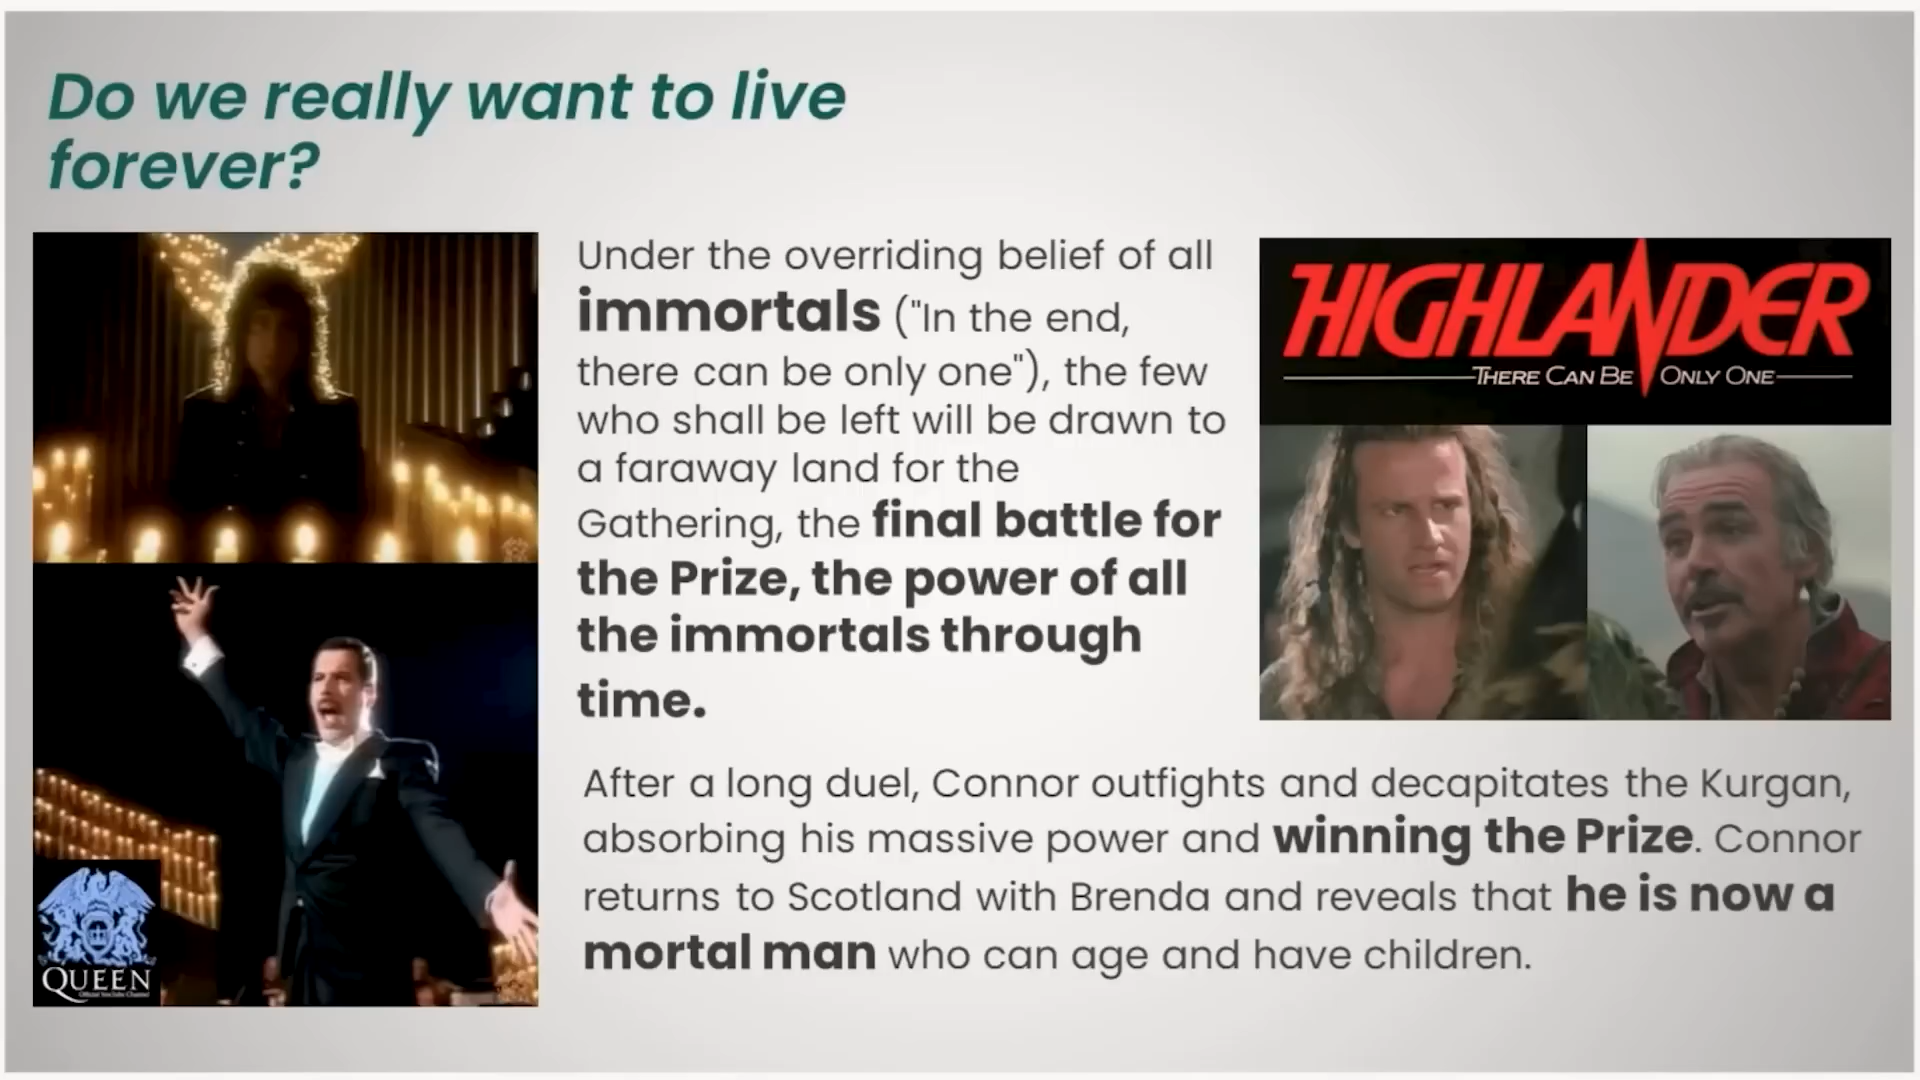 Do we really want to live
forever?
Under the overriding belief of all
immortals ("In the end,
there can be only one"), the few
who shall be left will be drawn to
a faraway land for the
Gathering, the final battle for
the Prize, the power of all
the immortals through
time.
HIGHLANDER
THERE CAN BE ONLY ONE
After a long duel, Connor outfights and decapitates the Kurgan,
absorbing his massive power and winning the Prize. Connor
returns to Scotland with Brenda and reveals that he is now a
mortal man who can age and have children.
QUEEN
Official YouTube Channel